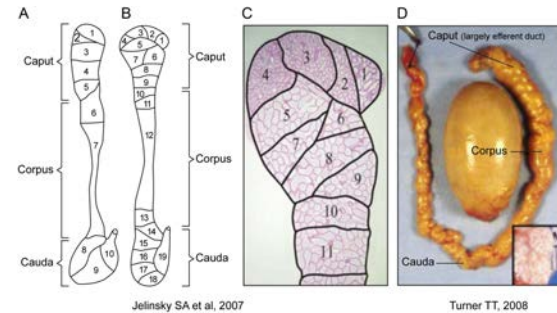 A
B
C
D
Caput
Corpus
Cauda
1
2
3
4
5
6
7
8
9
10
1
2
3
4
5
6
7
8
9
10
11
12
13
14
15
16
17
18
19
Caput
Corpus
Cauda
1
2
3
4
5
6
7
8
9
10
11
Caput (largely efferent duct)
Corpus
Cauda
Jelinsky SA et al, 2007
Turner TT, 2008